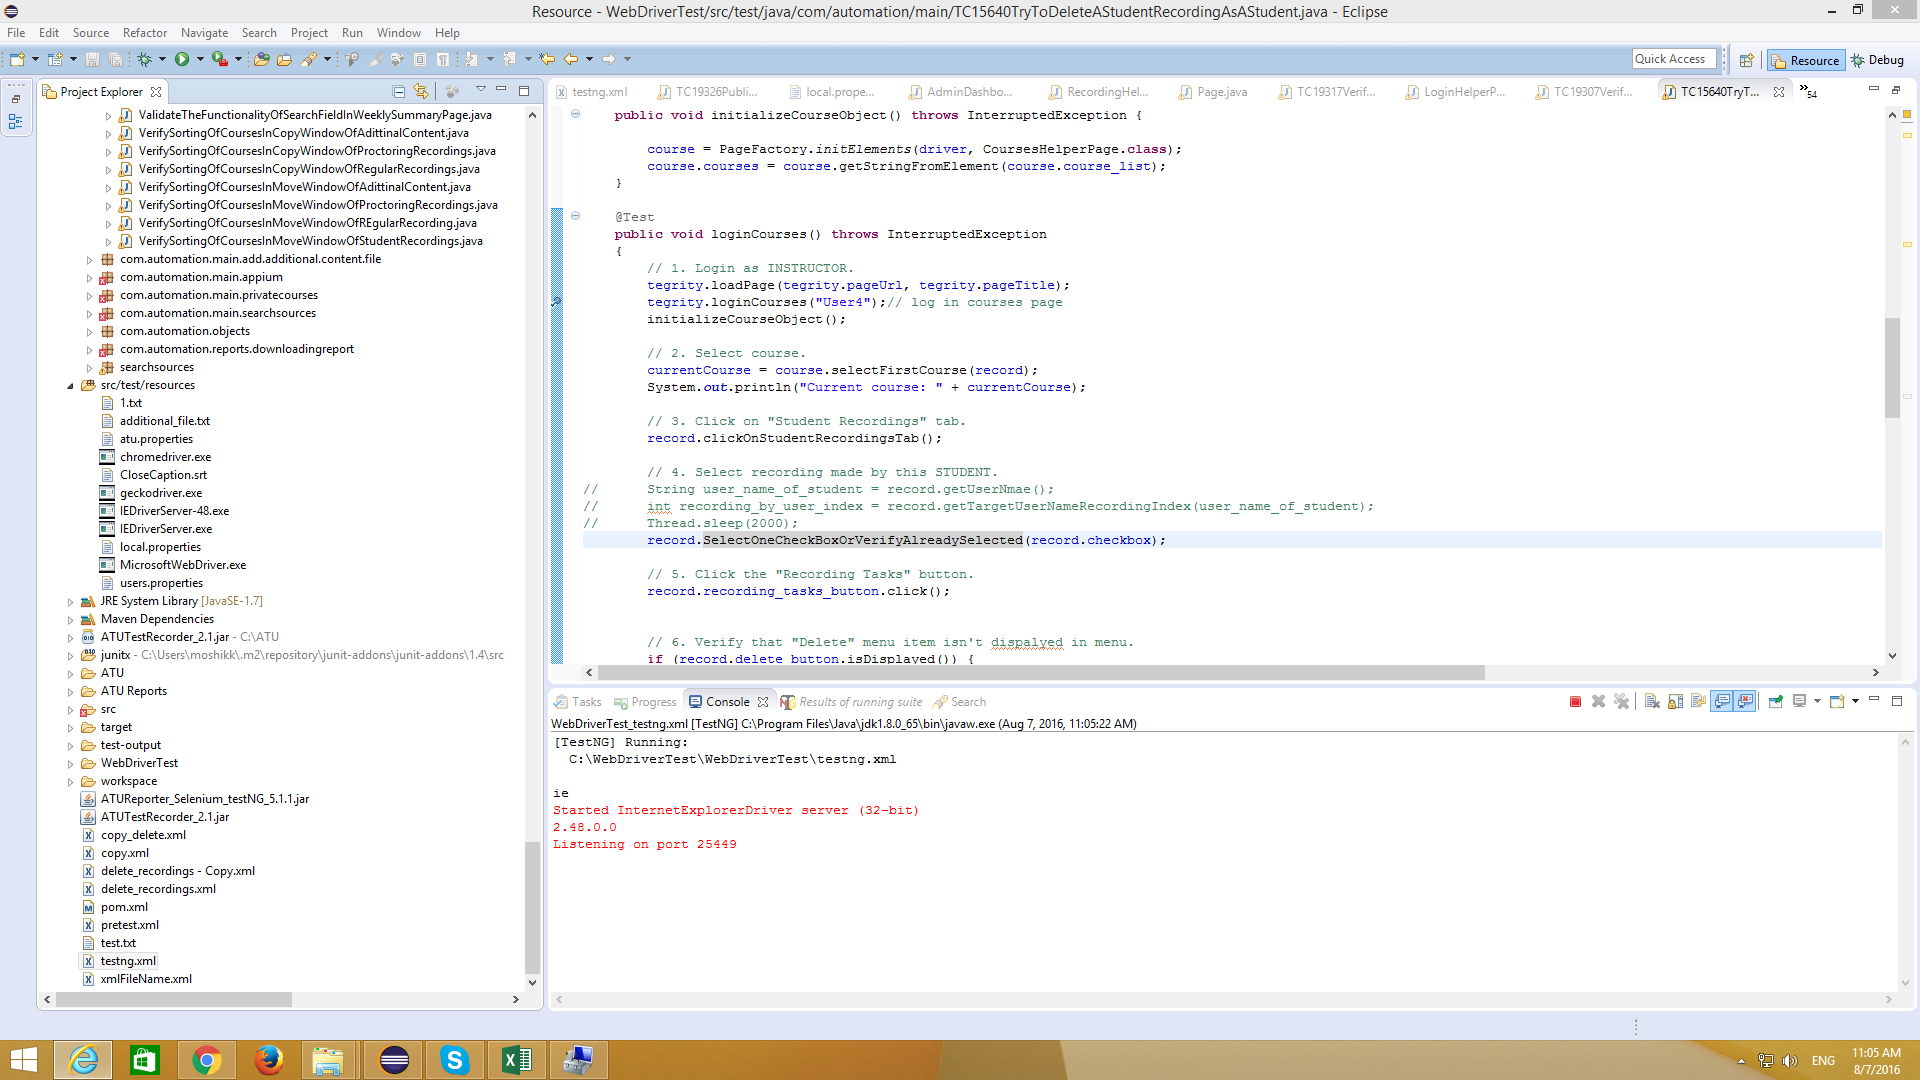 Resource - WebDriverTest/src/test/java/com/automation/main/TC15640TryToDeleteAStudentRecordingAsAStudent.java - Eclipse
File Edit Source Refactor Navigate Search Project Run Window Help
Quick Access
Resource
Debug
Project Explorer
ValidateTheFunctionalityOfSearchFieldInWeeklySummaryPage.java
VerifySortingOfCoursesInCopyWindowOfAdittinalContent.java
VerifySortingOfCoursesInCopyWindowOfProctoringRecordings.java
VerifySortingOfCoursesInCopyWindowOfRegularRecording.java
VerifySortingOfCoursesInMoveWindowOfAdittinalContent.java
VerifySortingOfCoursesInMoveWindowOfProctoringRecordings.java
VerifySortingOfCoursesInMoveWindowOfREgularRecording.java
VerifySortingOfCoursesInMoveWindowOfStudentRecordings.java
com.automation.main.add.additional.content.file
com.automation.main.appium
com.automation.main.privatecourses
com.automation.main.searchsources
com.automation.objects
com.automation.reports.downloadingreport
searchsources
src/test/resources
1.txt
additional_file.txt
atu.properties
chromedriver.exe
CloseCaption.srt
geckodriver.exe
IEDriverServer-48.exe
IEDriverServer.exe
local.properties
MicrosoftWebDriver.exe
users.properties
JRE System Library [JavaSE-1.7]
Maven Dependencies
ATUTestRecorder_2.1.jar - C:\ATU
junitx - C:\Users\moshikk\.m2\repository\junit-addons\junit-addons\1.4\src
ATU
ATU Reports
src
target
test-output
WebDriverTest
workspace
ATUReporter_Selenium_testNG_5.1.1.jar
ATUTestRecorder_2.1.jar
copy_delete.xml
copy.xml
delete_recordings - Copy.xml
delete_recordings.xml
pom.xml
pretest.xml
test.txt
testng.xml
xmlFileName.xml
testng.xml TC19326Publi... local.prope... AdminDashbo... RecordingHel... Page.java TC19317Verif... LoginHelperP... TC19307Verif... TC15640TryT... »54
public void initializeCourseObject() throws InterruptedException {
course = PageFactory.initElements(driver, CoursesHelperPage.class);
course.courses = course.getStringFromElement(course.course_list);
}
@Test
public void loginCourses() throws InterruptedException
{
// 1. Login as INSTRUCTOR.
tegrity.loadPage(tegrity.pageUrl, tegrity.pageTitle);
tegrity.loginCourses("User4");// log in courses page
initializeCourseObject();
// 2. Select course.
currentCourse = course.selectFirstCourse(record);
System.out.println("Current course: " + currentCourse);
// 3. Click on "Student Recordings" tab.
record.clickOnStudentRecordingsTab();
// 4. Select recording made by this STUDENT.
// String user_name_of_student = record.getUserNmae();
// int recording_by_user_index = record.getTargetUserNameRecordingIndex(user_name_of_student);
// Thread.sleep(2000);
record.SelectOneCheckBoxOrVerifyAlreadySelected(record.checkbox);
// 5. Click the "Recording Tasks" button.
record.recording_tasks_button.click();
// 6. Verify that "Delete" menu item isn't dispalyed in menu.
if (record.delete_button.isDisplayed()) {
Tasks Progress Console Results of running suite Search
WebDriverTest_testng.xml [TestNG] C:\Program Files\Java\jdk1.8.0_65\bin\javaw.exe (Aug 7, 2016, 11:05:22 AM)
[TestNG] Running:
C:\WebDriverTest\WebDriverTest\testng.xml
ie
Started InternetExplorerDriver server (32-bit)
2.48.0.0
Listening on port 25449
ENG
11:05 AM
8/7/2016